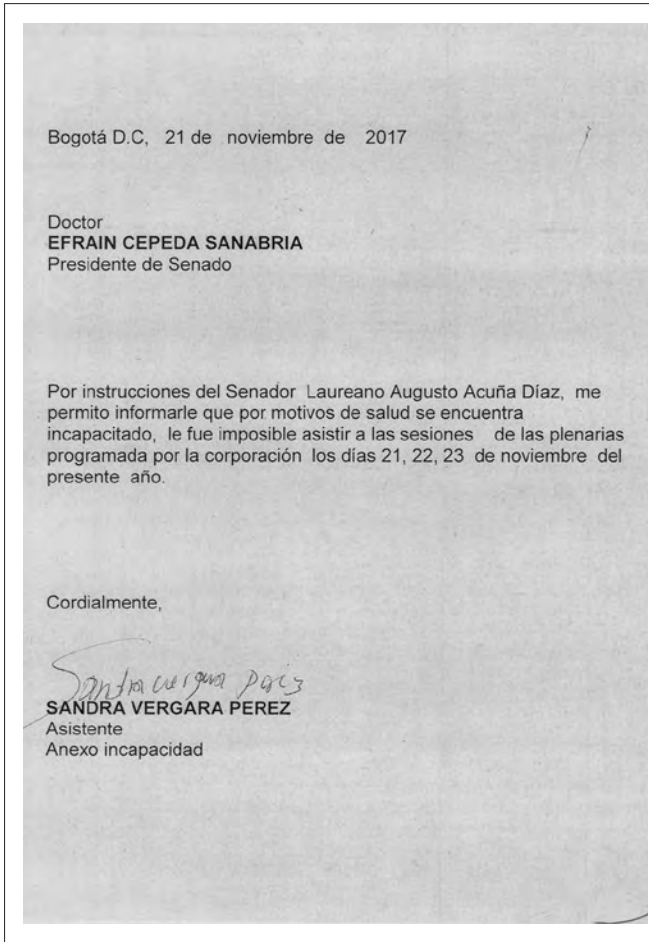 Bogotá D.C, 21 de noviembre de 2017
Doctor
EFRAIN CEPEDA SANABRIA
Presidente de Senado
Por instrucciones del Senador Laureano Augusto Acuña Díaz, me
permito informarle que por motivos de salud se encuentra
incapacitado, le fue imposible asistir a las sesiones de las plenarias
programada por la corporación los días 21, 22, 23 de noviembre del
presente año.
Cordialmente,
Sandra vergara
SANDRA VERGARA PEREZ
Asistente
Anexo incapacidad